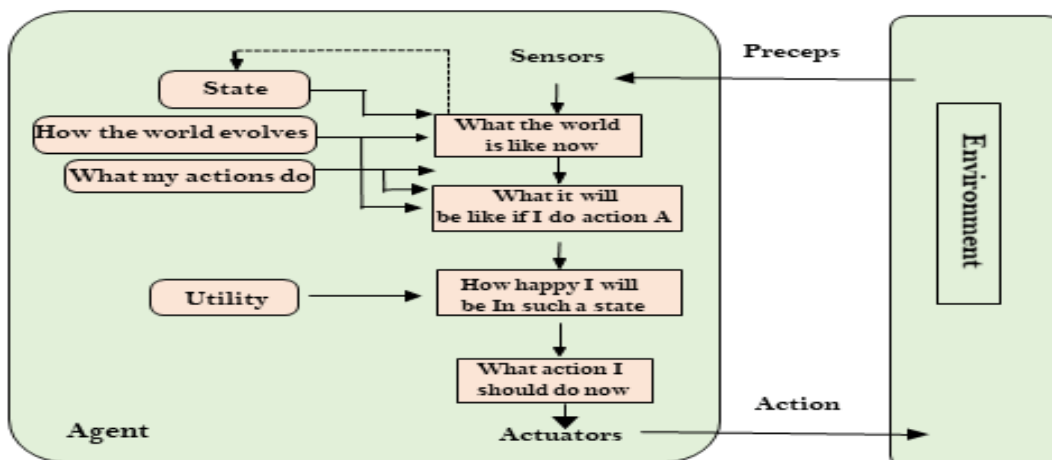 Sensors
Preceps
State
How the world evolves
What the world
is like now
What my actions do
What it will
be like if I do action A
Environment
Utility
How happy I will
be In such a state
What action I
should do now
Action
Agent
Actuators